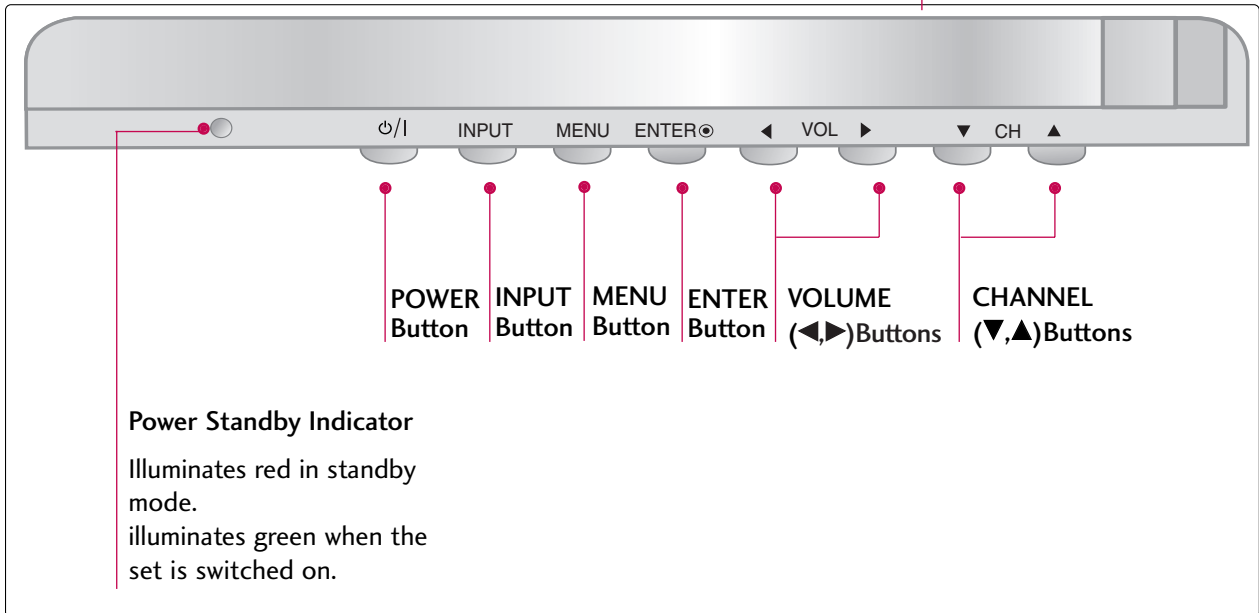 ⏻/I INPUT MENU ENTER◉ ◀ VOL ▶ ▼ CH ▲
POWER
Button
INPUT
Button
MENU
Button
ENTER
Button
VOLUME
(◀,▶)Buttons
CHANNEL
(▼,▲)Buttons
Power Standby Indicator
Illuminates red in standby
mode.
illuminates green when the
set is switched on.